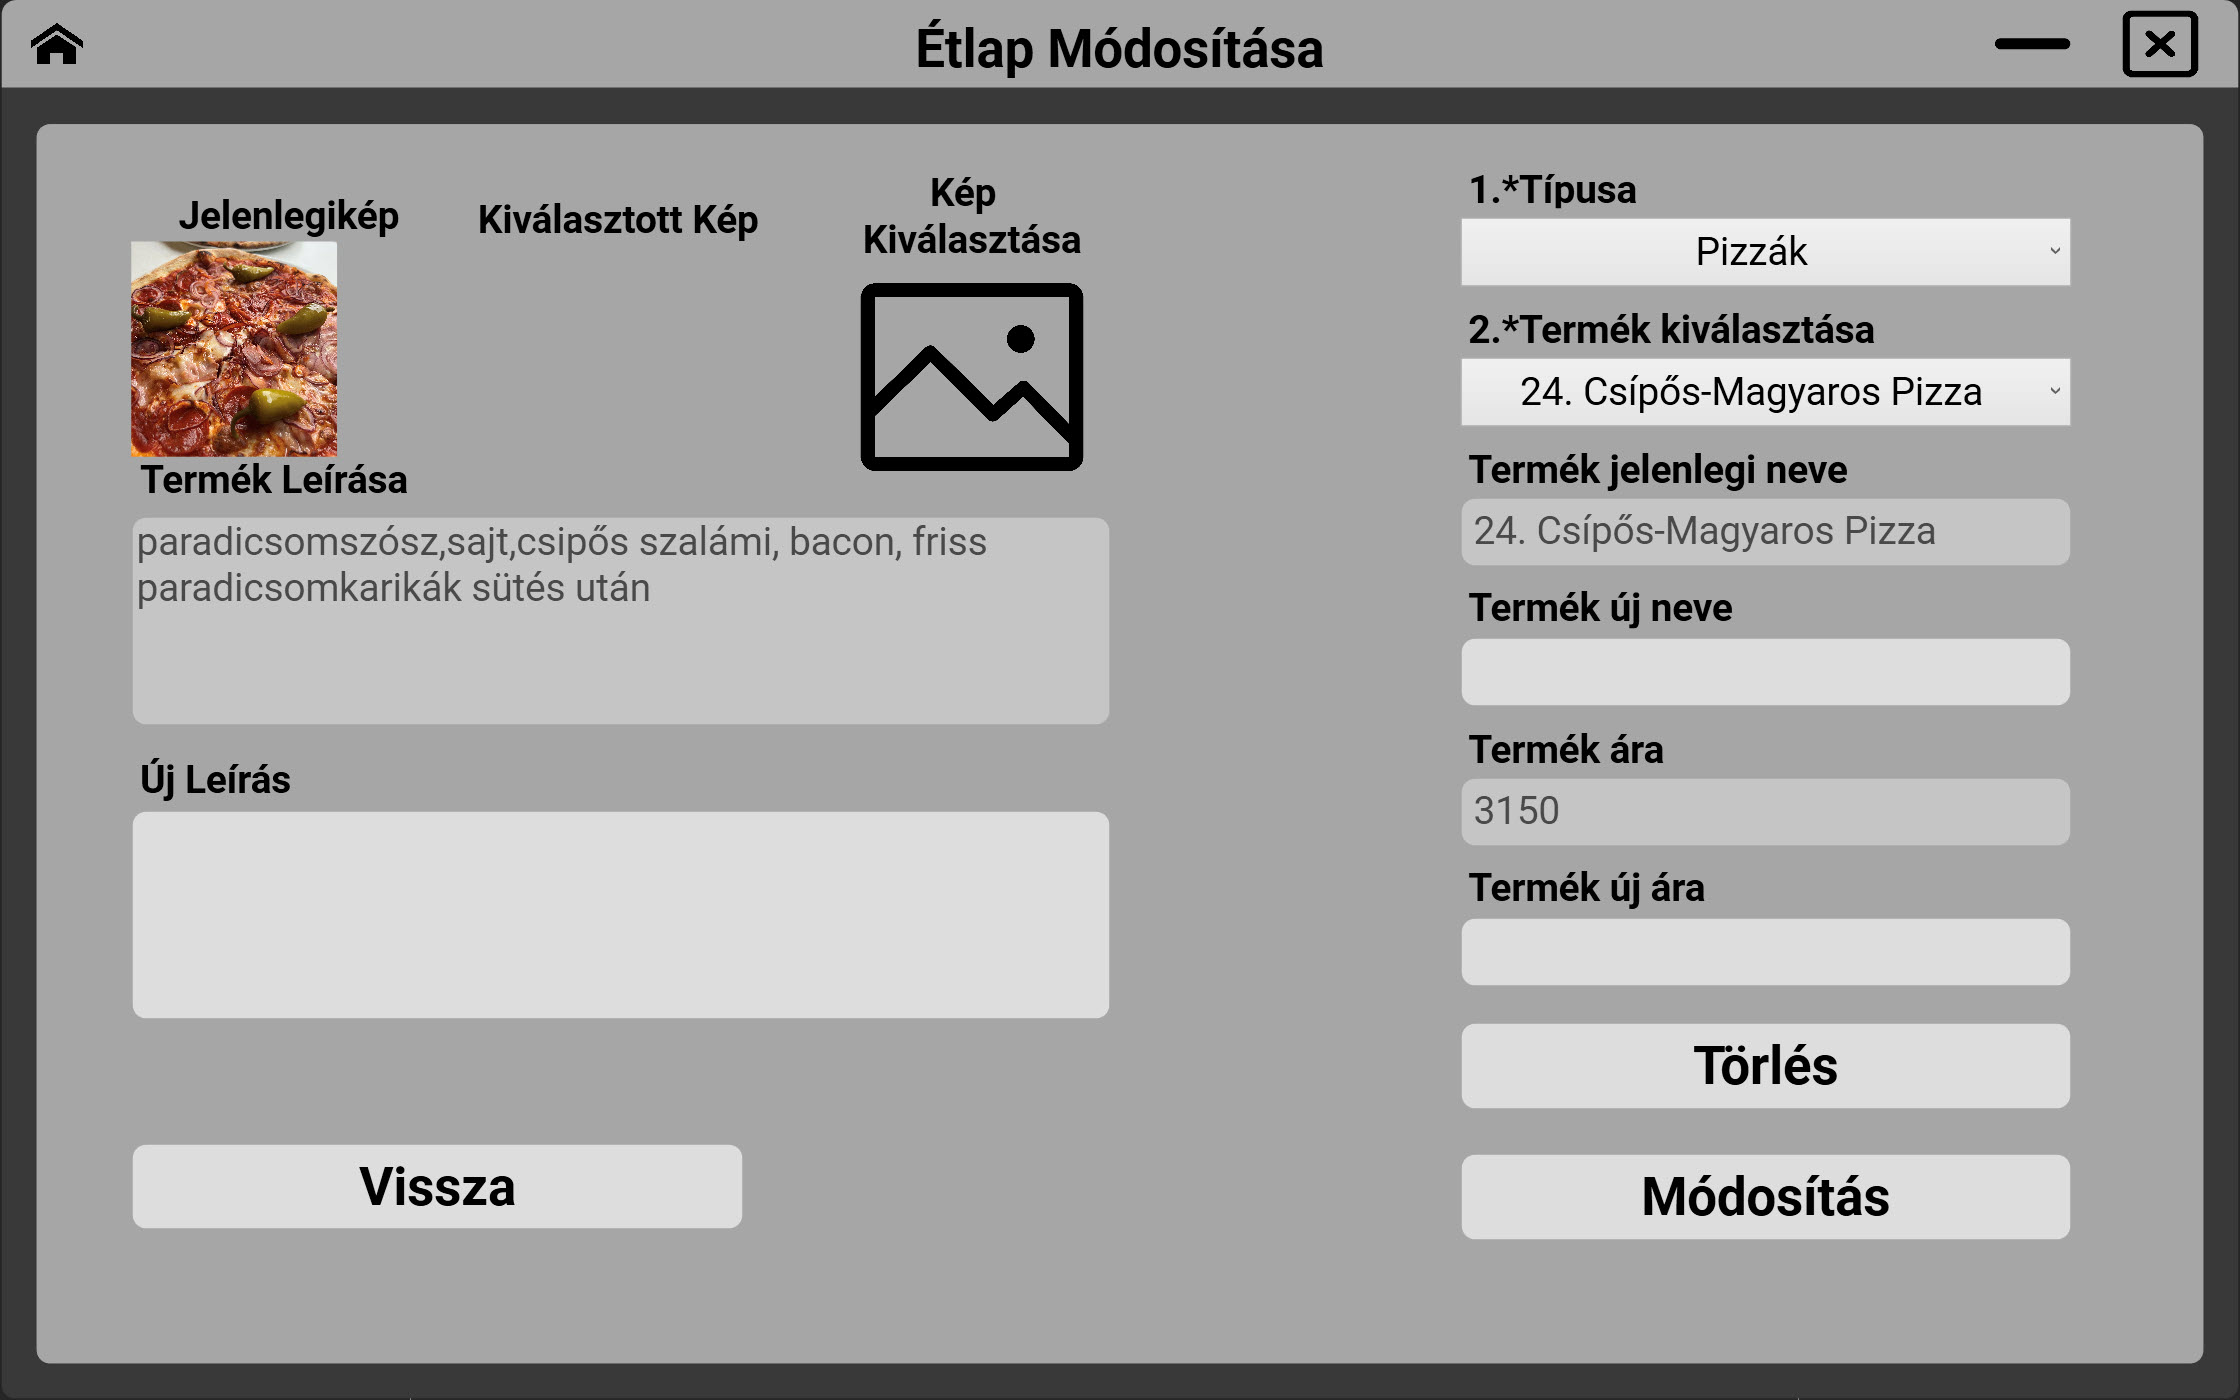 Étlap Módosítása
Jelenlegikép
Kiválasztott Kép
Kép
Kiválasztása
Termék Leírása
paradicsomszósz,sajt,csipős szalámi, bacon, friss
paradicsomkarikák sütés után
Új Leírás
Vissza
1.*Típusa
Pizzák
2.*Termék kiválasztása
24. Csípős-Magyaros Pizza
Termék jelenlegi neve
24. Csípős-Magyaros Pizza
Termék új neve
Termék ára
3150
Termék új ára
Törlés
Módosítás